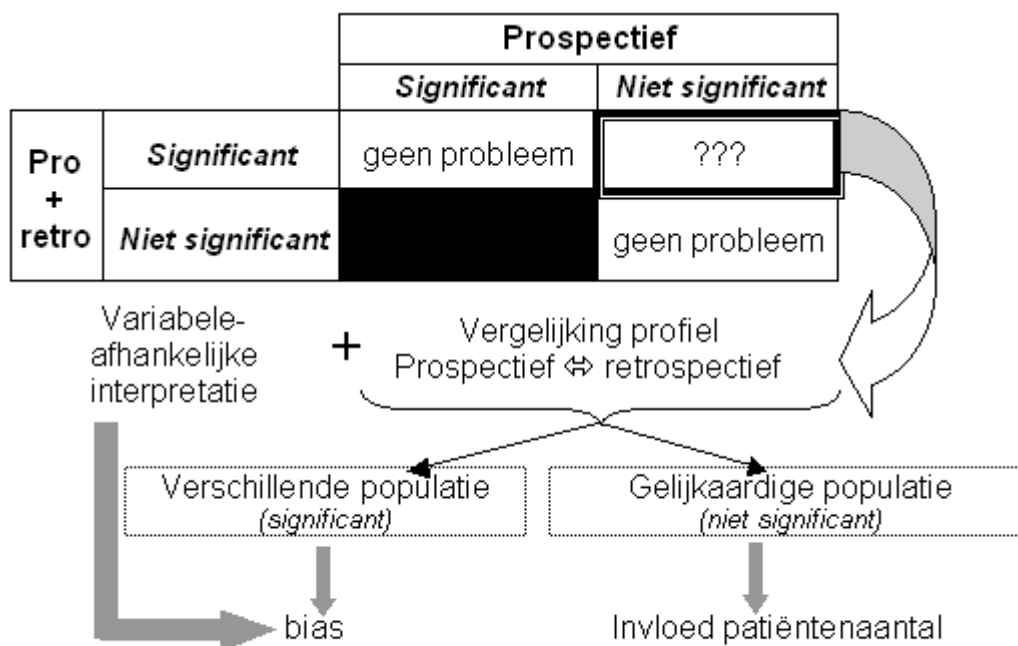 Prospectief
Significant Niet significant
Pro
+
retro
Significant geen probleem ???
Niet significant geen probleem
Variabele-
afhankelijke
interpretatie
+
Vergelijking profiel
Prospectief ⇔ retrospectief
Verschillende populatie
(significant)
Gelijkaardige populatie
(niet significant)
bias
Invloed patiëntenaantal